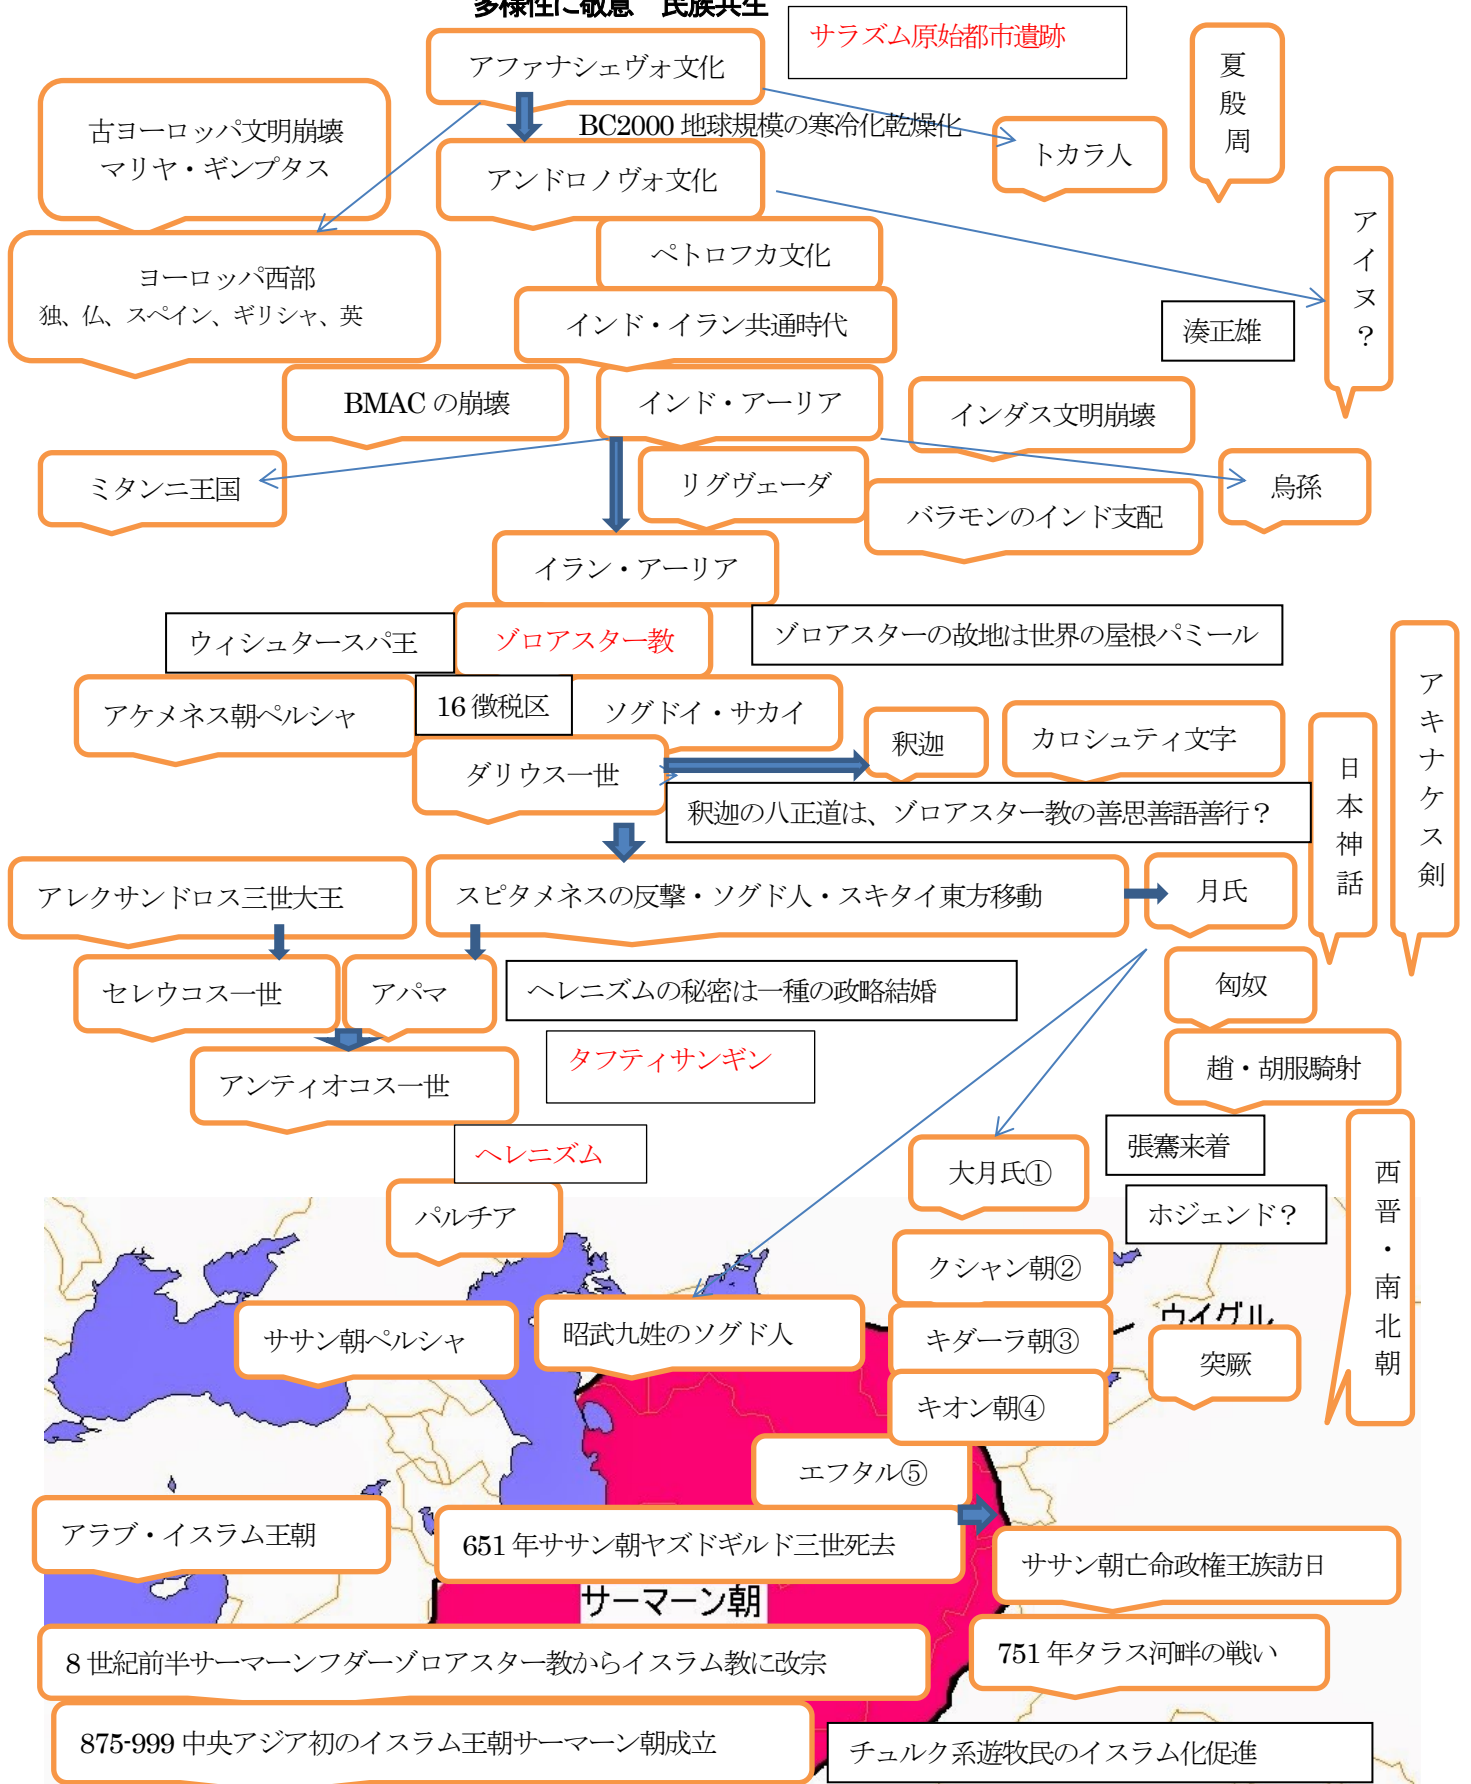 多様性に敬意　民族共生
サラズム原始都市遺跡
アファナシェヴォ文化
夏殷周
古ヨーロッパ文明崩壊
マリヤ・ギンプタス
BC2000 地球規模の寒冷化乾燥化
トカラ人
アンドロノヴォ文化
アイヌ？
ペトロフカ文化
ヨーロッパ西部
独、仏、スペイン、ギリシャ、英
インド・イラン共通時代
湊正雄
BMAC の崩壊
インド・アーリア
インダス文明崩壊
ミタンニ王国
リグヴェーダ
烏孫
バラモンのインド支配
イラン・アーリア
ウィシュタースパ王
ゾロアスター教
ゾロアスターの故地は世界の屋根パミール
アキナケス剣
アケメネス朝ペルシャ
16 徴税区
ソグドイ・サカイ
釈迦
カロシュティ文字
日本神話
ダリウス一世
釈迦の八正道は、ゾロアスター教の善思善語善行？
アレクサンドロス三世大王
スピタメネスの反撃・ソグド人・スキタイ東方移動
月氏
セレウコス一世
アパマ
ヘレニズムの秘密は一種の政略結婚
匈奴
タフティサンギン
趙・胡服騎射
アンティオコス一世
ヘレニズム
張騫来着
大月氏①
西晋・南北朝
パルチア
ホジェンド？
クシャン朝②
ウイグル
ササン朝ペルシャ
昭武九姓のソグド人
キダーラ朝③
突厥
キオン朝④
エフタル⑤
アラブ・イスラム王朝
651 年ササン朝ヤズドギルド三世死去
ササン朝亡命政権王族訪日
サーマーン朝
8 世紀前半サーマーンフダーゾロアスター教からイスラム教に改宗
751 年タラス河畔の戦い
875-999 中央アジア初のイスラム王朝サーマーン朝成立
チュルク系遊牧民のイスラム化促進